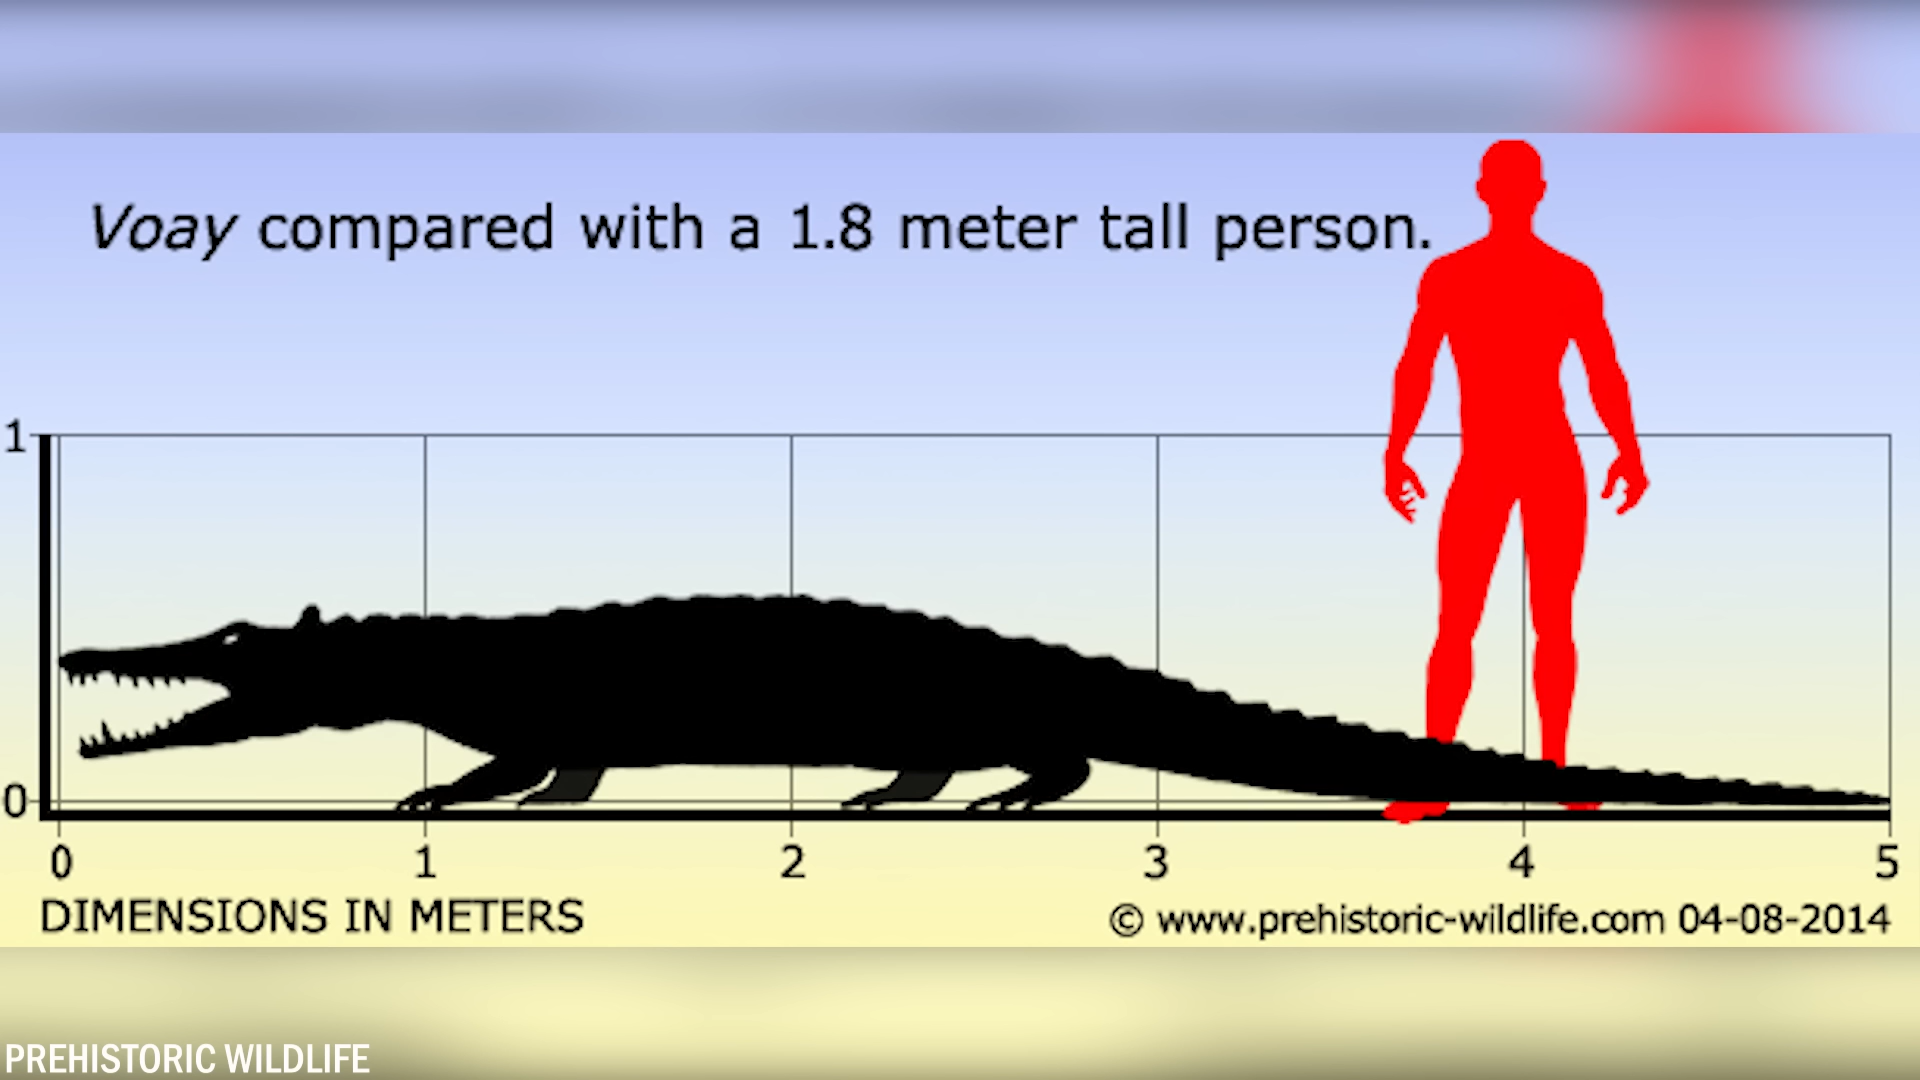 Voay compared with a 1.8 meter tall person.
1
0
0 1 2 3 4 5
DIMENSIONS IN METERS
© www.prehistoric-wildlife.com 04-08-2014
PREHISTORIC WILDLIFE